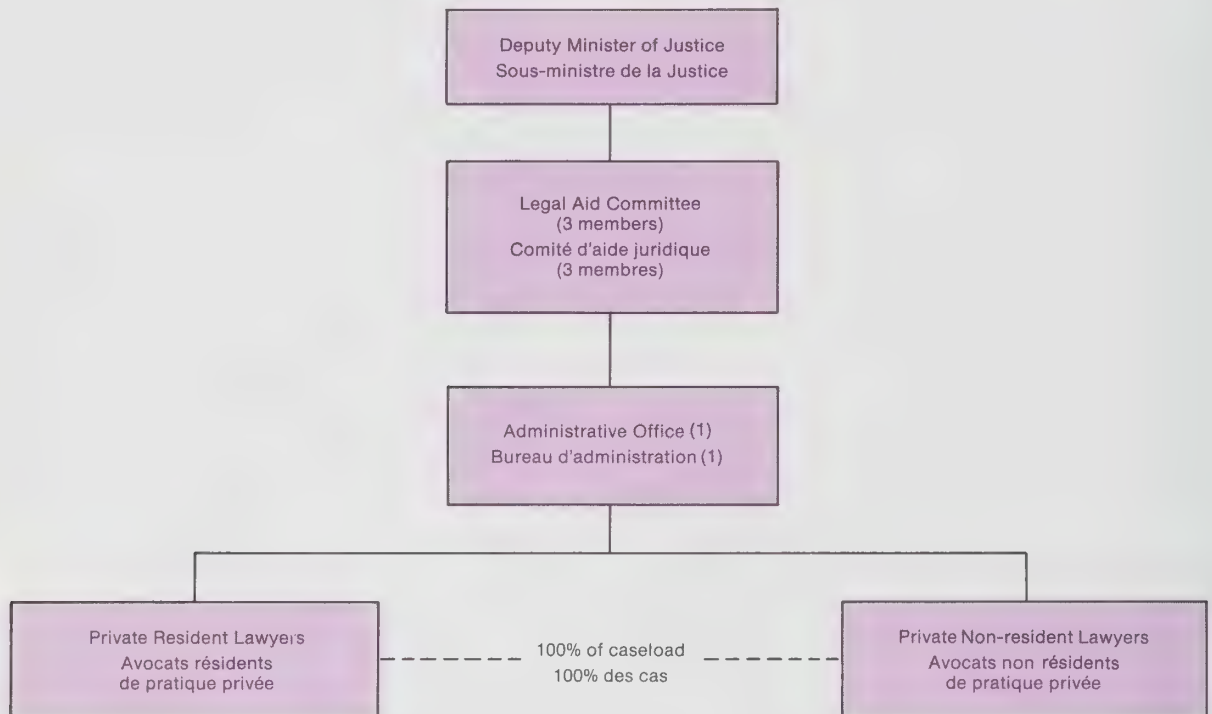 Deputy Minister of Justice
Sous-ministre de la Justice
Legal Aid Committee
(3 members)
Comité d'aide juridique
(3 membres)
Administrative Office (1)
Bureau d'administration (1)
Private Resident Lawyers
Avocats résidents
de pratique privée
100% of caseload
100% des cas
Private Non-resident Lawyers
Avocats non résidents
de pratique privée